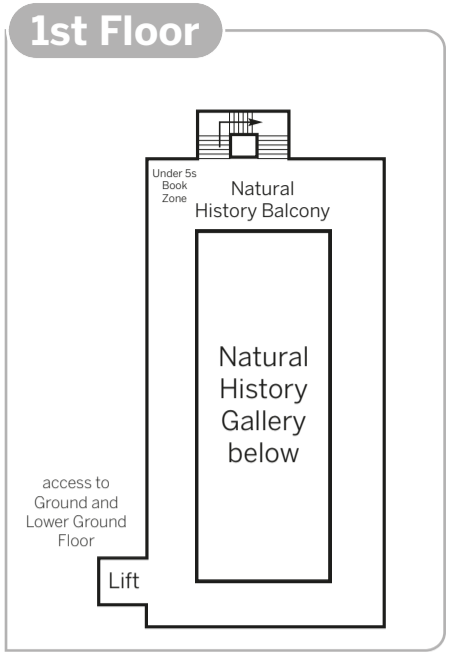 1st Floor
Under 5s
Book
Zone
Natural
History Balcony
Natural
History
Gallery
below
access to
Ground and
Lower Ground
Floor
Lift